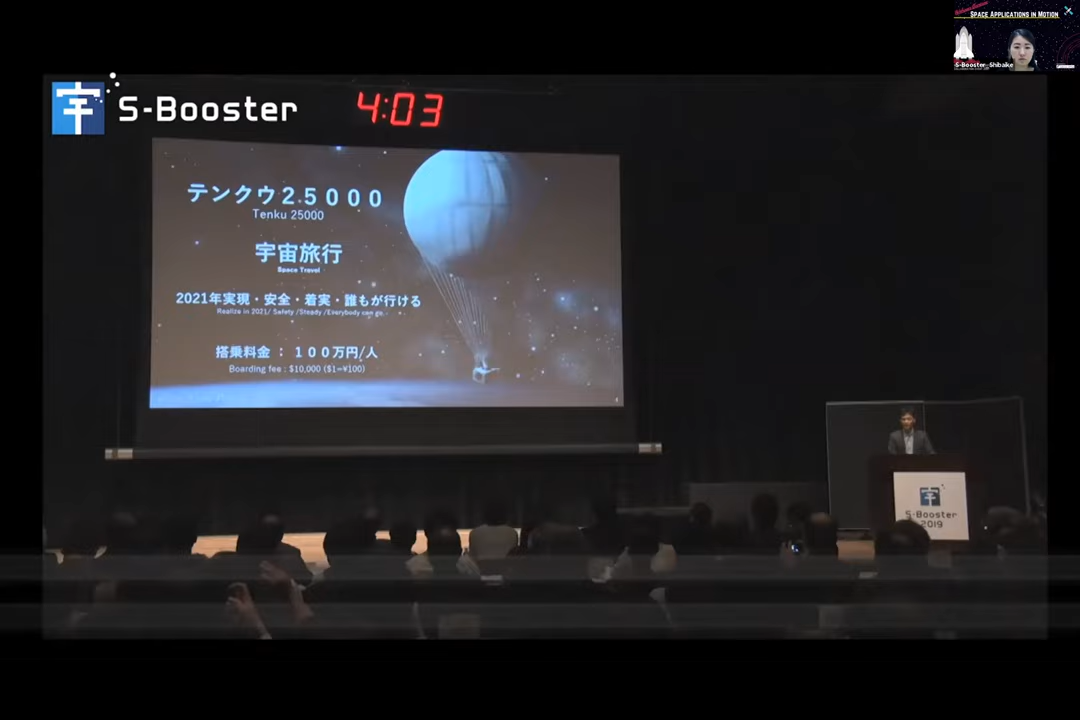 Space Applications in Motion
S-Booster_Shibaike
宇
S-Booster
4:03
テンクウ25000
Tenku 25000
宇宙旅行
Space Travel
2021年実現・安全・着実・誰もが行ける
Realize in 2021/ Safety /Steady /Everybody can go
搭乗料金 : 100万円/人
Boarding fee : $10,000 ($1=¥100)
4
宇
S-Booster
2019